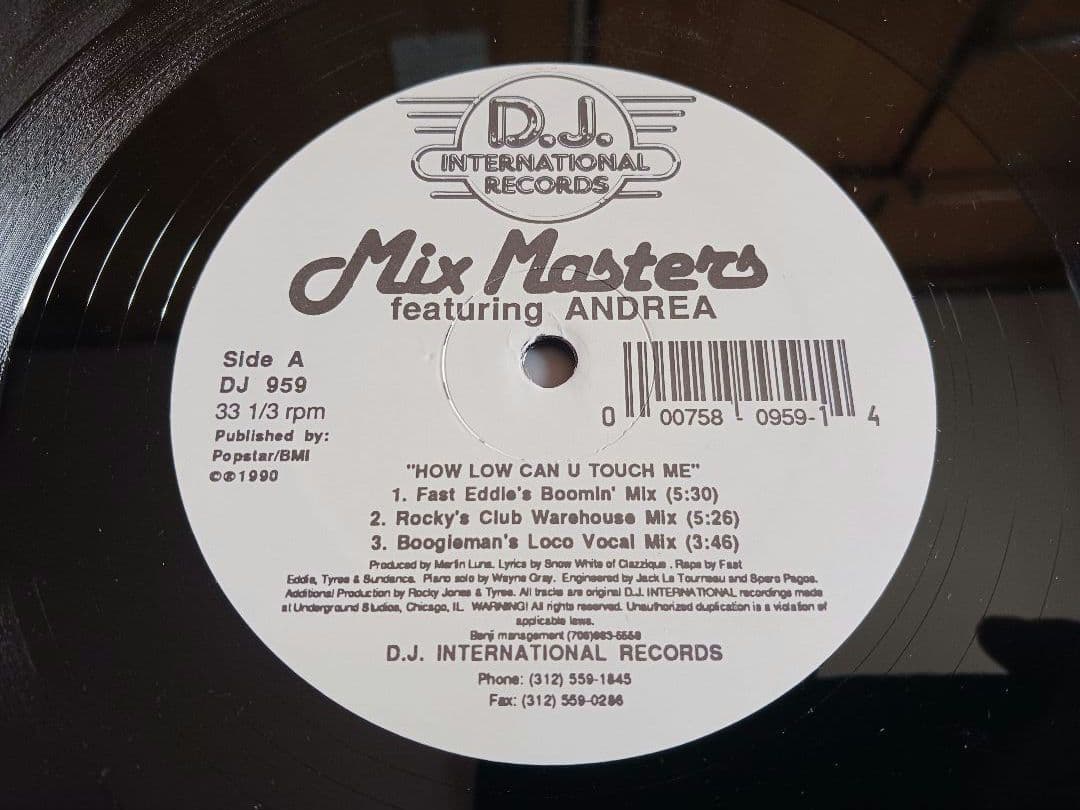 D.J.
INTERNATIONAL
RECORDS
Mix Masters
featuring ANDREA
Side A
DJ 959
33 1/3 rpm
Published by:
Popstar/BMI
©℗1990
0 00758 - 0959-1 4
"HOW LOW CAN U TOUCH ME"
1. Fast Eddie's Boomin' Mix (5:30)
2. Rocky's Club Warehouse Mix (5:26)
3. Boogieman's Loco Vocal Mix (3:46)
Produced by Martin Luna. Lyrics by Snow White of Clazzique . Raps by Fast
Eddie, Tyree & Sundance. Piano solo by Wayne Gray. Engineered by Jack La Tourneau and Spero Pagos.
Additional Production by Rocky Jones & Tyree. All tracks are original D.J. INTERNATIONAL recordings made
at Underground Studios, Chicago, IL. WARNING! All rights reserved. Unauthorized duplication is a violation of
applicable laws.
Benji management
D.J. INTERNATIONAL RECORDS
Phone: (312) 559-1845
Fax: (312) 559-0286